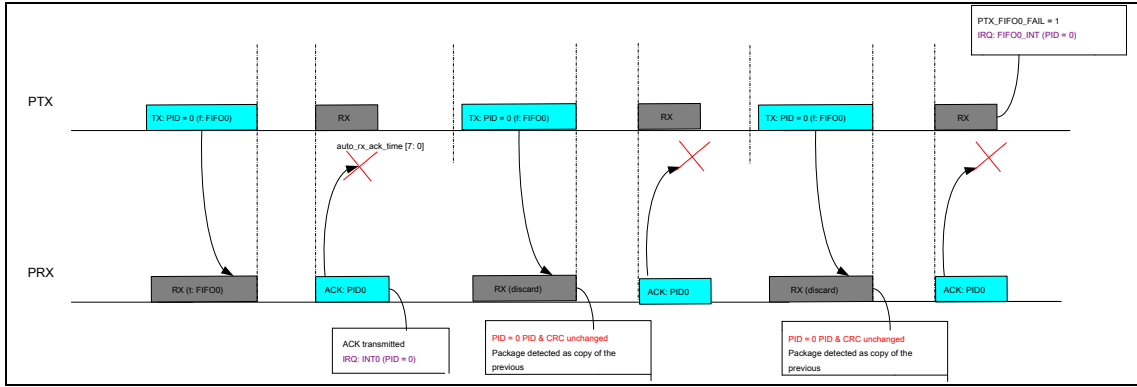 PTX_FIFO0_FAIL = 1
IRQ: FIFO0_INT (PID = 0)
PTX
TX: PID = 0 (f: FIFO0)
RX
TX: PID = 0 (f: FIFO0)
RX
TX: PID = 0 (f: FIFO0)
RX
auto_rx_ack_time [7: 0]
PRX
RX (t: FIFO0)
ACK: PID0
RX (discard)
ACK: PID0
RX (discard)
ACK: PID0
ACK transmitted
IRQ: INT0 (PID = 0)
PID = 0 PID & CRC unchanged
Package detected as copy of the
previous
PID = 0 PID & CRC unchanged
Package detected as copy of the
previous